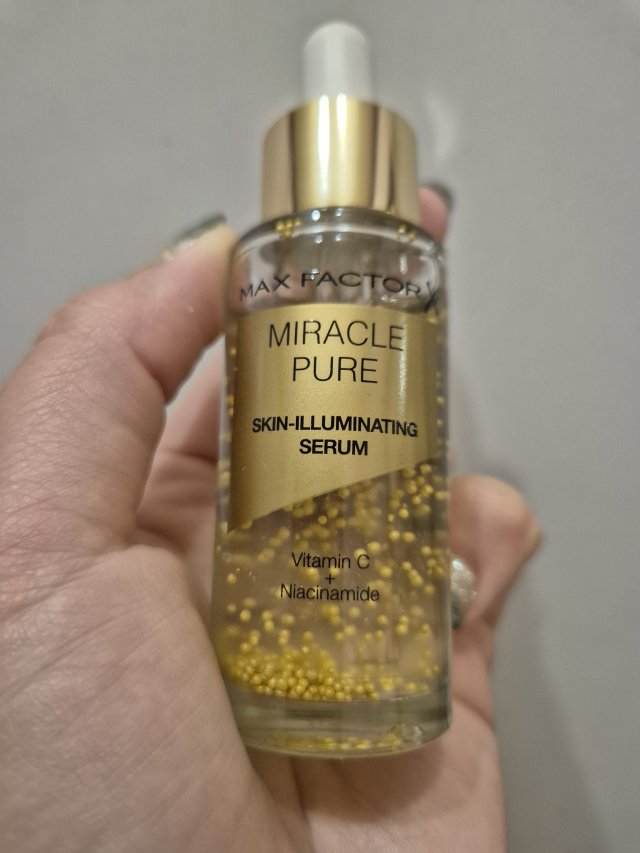 MAX FACTOR X
MIRACLE
PURE
SKIN-ILLUMINATING
SERUM
Vitamin C
+
Niacinamide